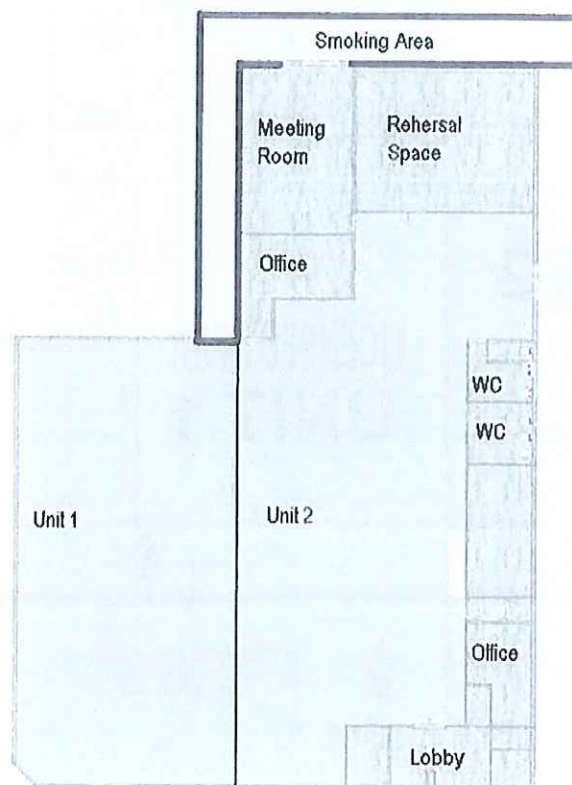 Smoking Area
Meeting
Room
Rehersal
Space
Office
WC
WC
Unit 1
Unit 2
Office
Lobby